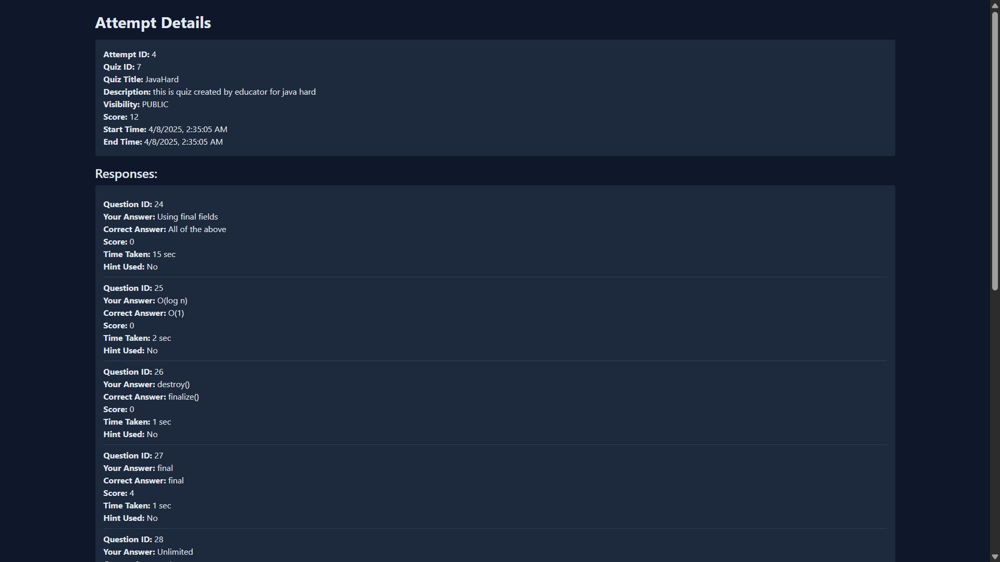 Attempt Details
Attempt ID: 4
Quiz ID: 7
Quiz Title: JavaHard
Description: this is quiz created by educator for java hard
Visibility: PUBLIC
Score: 12
Start Time: 4/8/2025, 2:35:05 AM
End Time: 4/8/2025, 2:35:05 AM
Responses:
Question ID: 24
Your Answer: Using final fields
Correct Answer: All of the above
Score: 0
Time Taken: 15 sec
Hint Used: No
Question ID: 25
Your Answer: O(log n)
Correct Answer: O(1)
Score: 0
Time Taken: 2 sec
Hint Used: No
Question ID: 26
Your Answer: destroy()
Correct Answer: finalize()
Score: 0
Time Taken: 1 sec
Hint Used: No
Question ID: 27
Your Answer: final
Correct Answer: final
Score: 4
Time Taken: 1 sec
Hint Used: No
Question ID: 28
Your Answer: Unlimited